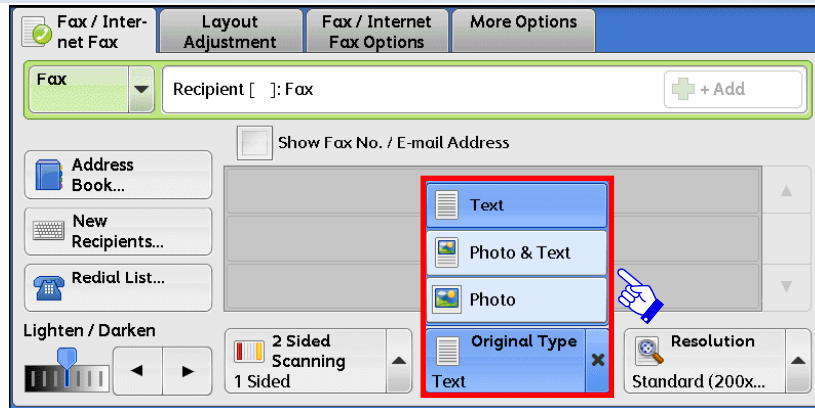 Fax / Inter-
net Fax
Layout
Adjustment
Fax / Internet
Fax Options
More Options
Fax
Recipient [   ]: Fax
+ Add
Show Fax No. / E-mail Address
Address
Book...
New
Recipients...
Redial List...
Text
Photo & Text
Photo
Lighten / Darken
2 Sided
Scanning
1 Sided
Original Type
Text
Resolution
Standard (200x...